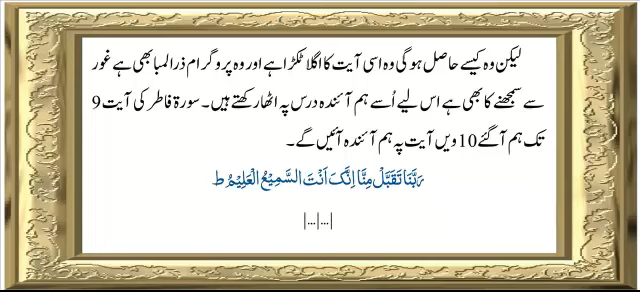 لیکن وہ کیسے حاصل ہوگی وہ اسی آیت کا اگلا ٹکڑا ہے اور وہ پروگرام ذرا لمبا بھی ہے غور
سے سمجھنے کا بھی ہے اس لیے اُسے ہم آئندہ درس پہ اٹھا رکھتے ہیں۔ سورۃ فاطر کی آیت 9
تک ہم آگئے 10 ویں آیت پہ ہم آئندہ آئیں گے۔
رَبَّنَا تَقَبَّلْ مِنَّا اِنَّکَ اَنْتَ السَّمِیْعُ الْعَلِیْمُ ط
|...|...|